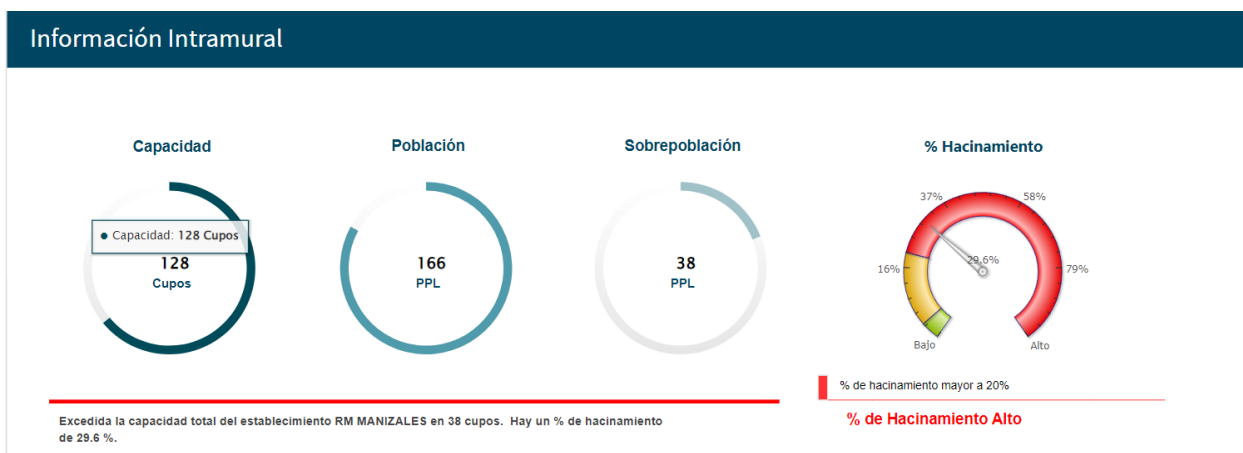 Información Intramural
Capacidad
Población
Sobrepoblación
% Hacinamiento
Capacidad: 128 Cupos
128
Cupos
166
PPL
38
PPL
37%
58%
16%
29.6%
79%
Bajo
Alto
% de hacinamiento mayor a 20%
% de Hacinamiento Alto
Excedida la capacidad total del establecimiento RM MANIZALES en 38 cupos. Hay un % de hacinamiento
de 29.6 %.